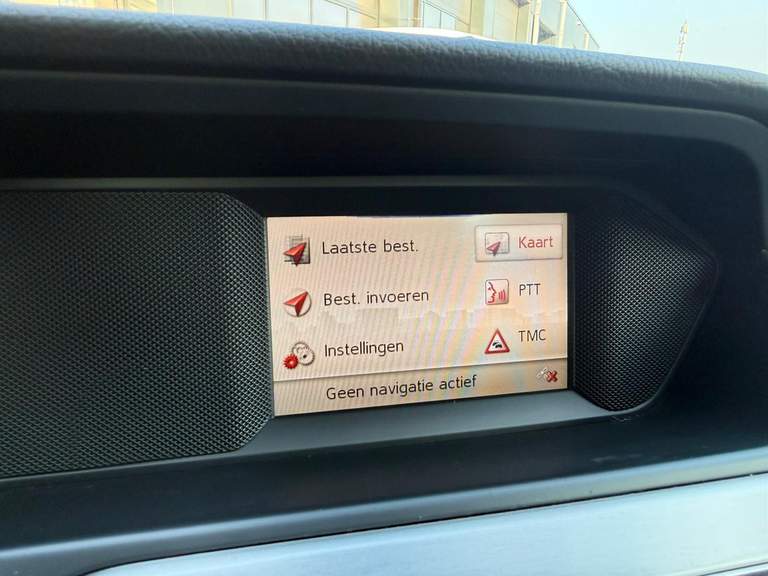 Laatste best.
Kaart
Best. invoeren
PTT
Instellingen
TMC
Geen navigatie actief